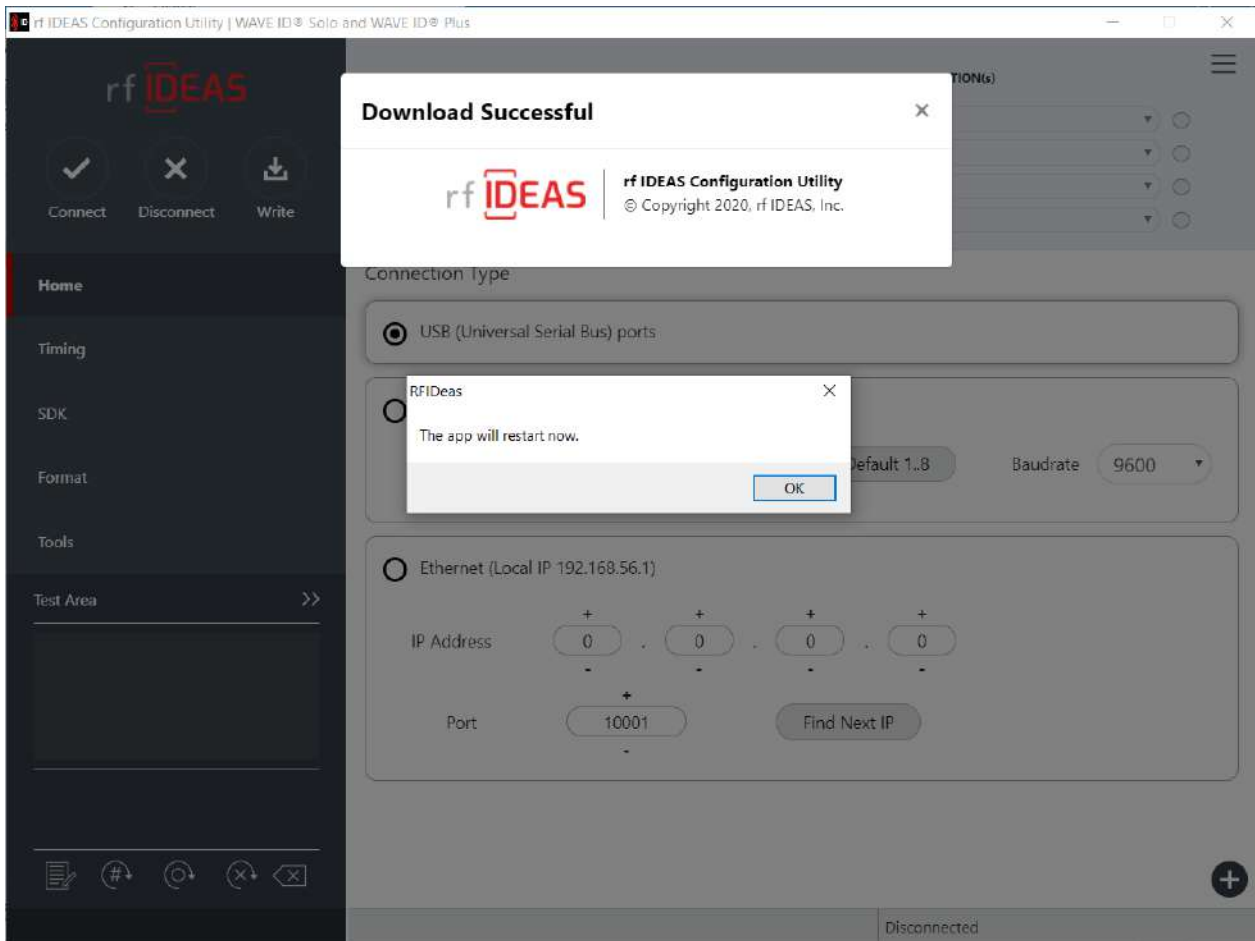 rf IDEAS Configuration Utility | WAVE ID® Solo and WAVE ID® Plus
rf IDEAS
Connect
Disconnect
Write
TION(s)
Download Successful
rf IDEAS
rf IDEAS Configuration Utility
© Copyright 2020, rf IDEAS, Inc.
Home
Timing
SDK
Format
Tools
Test Area >>
Connection Type
USB (Universal Serial Bus) ports
RFIDeas
The app will restart now.
OK
Default 1..8
Baudrate 9600
Ethernet (Local IP 192.168.56.1)
+ + + +
IP Address 0 . 0 . 0 . 0
- - - -
+
Port 10001 Find Next IP
-
Disconnected